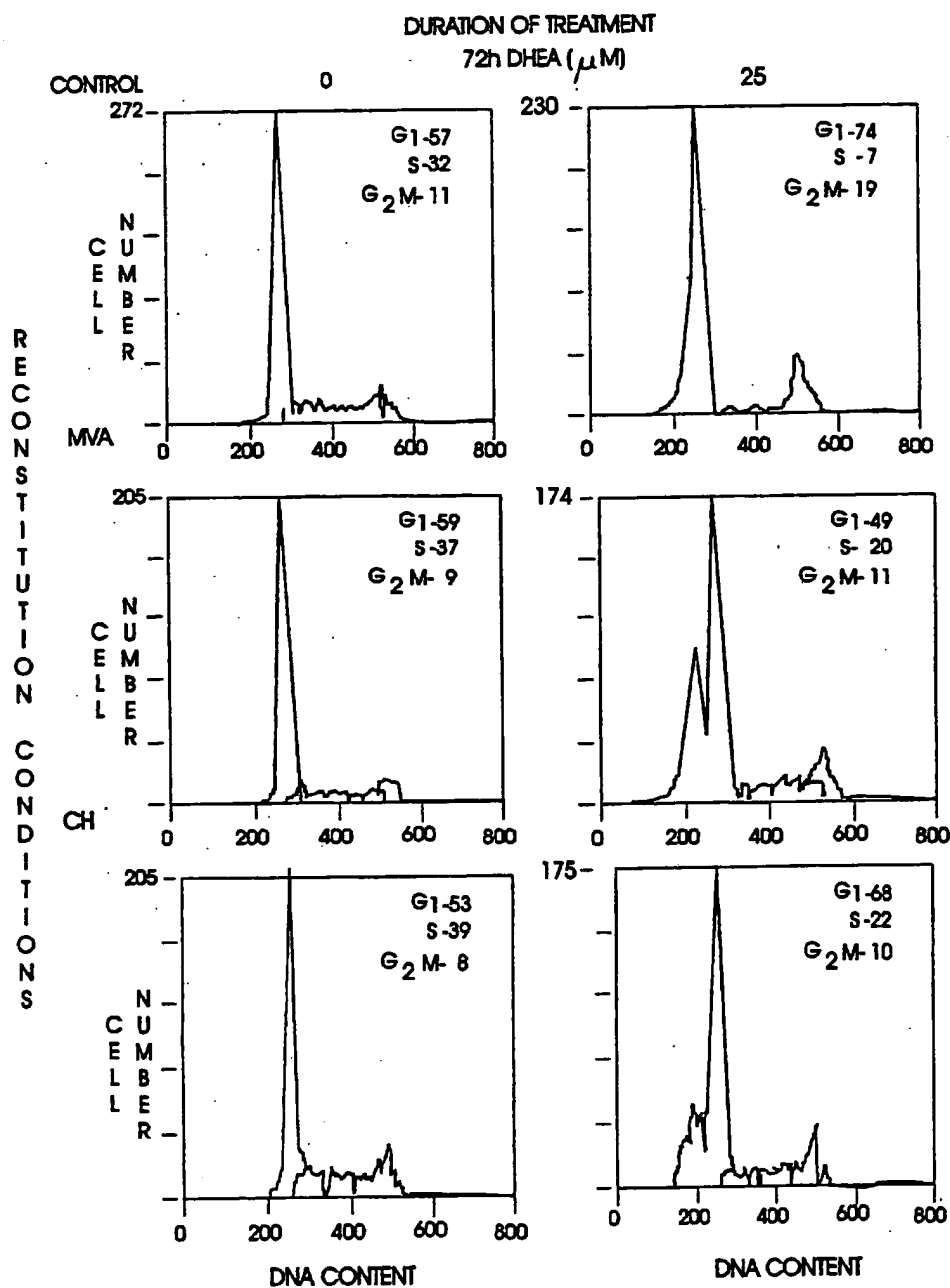 DURATION OF TREATMENT
72h DHEA (μM)
CONTROL 0 25
272
G1-57
S-32
G2M-11
CELL NUMBER
0 200 400 600 800
230
G1-74
S-7
G2M-19
0 200 400 600 800
RECONSTITUTION CONDITIONS
MVA
205
G1-59
S-37
G2M-9
CELL NUMBER
0 200 400 600 800
174
G1-49
S-20
G2M-11
0 200 400 600 800
CH
205
G1-53
S-39
G2M-8
CELL NUMBER
0 200 400 600 800
DNA CONTENT
175
G1-68
S-22
G2M-10
0 200 400 600 800
DNA CONTENT